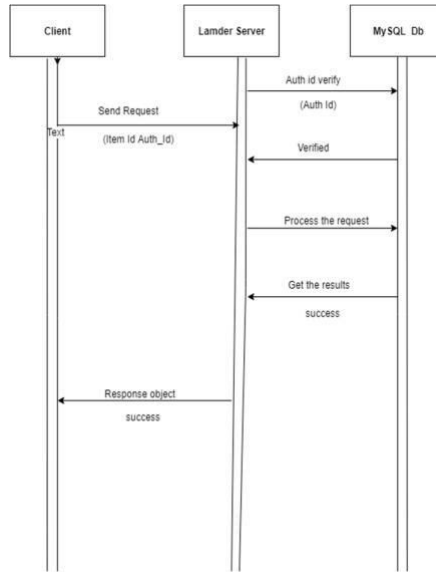 Client
Lamder Server
MySQL Db
Auth id verify
(Auth Id)
Send Request
Text
(Item Id Auth_Id)
Verified
Process the request
Get the results
success
Response object
success